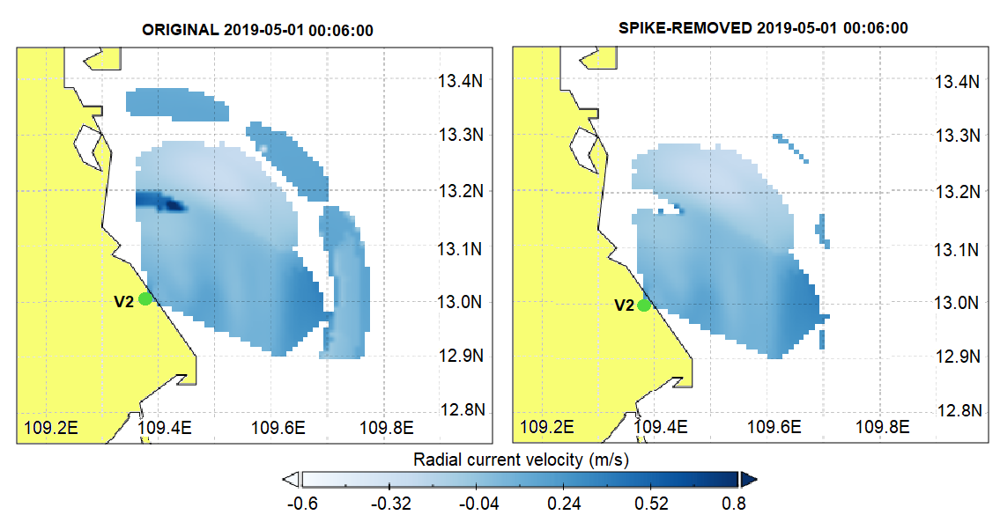 ORIGINAL 2019-05-01 00:06:00
SPIKE-REMOVED 2019-05-01 00:06:00
13.4N
13.4N
13.3N
13.3N
13.2N
13.2N
13.1N
13.1N
V2
13.0N
V2
13.0N
12.9N
12.9N
12.8N
12.8N
109.2E 109.4E 109.6E 109.8E
109.2E 109.4E 109.6E 109.8E
Radial current velocity (m/s)
-0.6 -0.32 -0.04 0.24 0.52 0.8